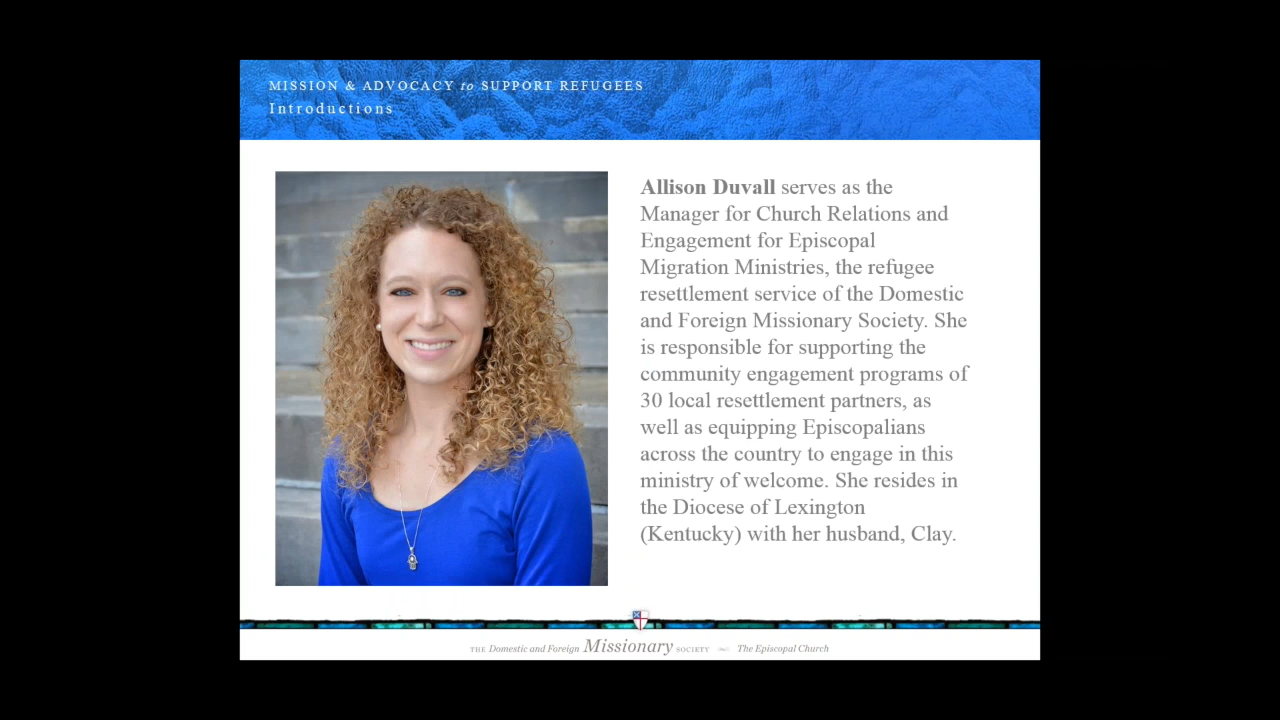 MISSION & ADVOCACY to SUPPORT REFUGEES
Introductions
Allison Duvall serves as the
Manager for Church Relations and
Engagement for Episcopal
Migration Ministries, the refugee
resettlement service of the Domestic
and Foreign Missionary Society. She
is responsible for supporting the
community engagement programs of
30 local resettlement partners, as
well as equipping Episcopalians
across the country to engage in this
ministry of welcome. She resides in
the Diocese of Lexington
(Kentucky) with her husband, Clay.
THE Domestic and Foreign Missionary SOCIETY The Episcopal Church